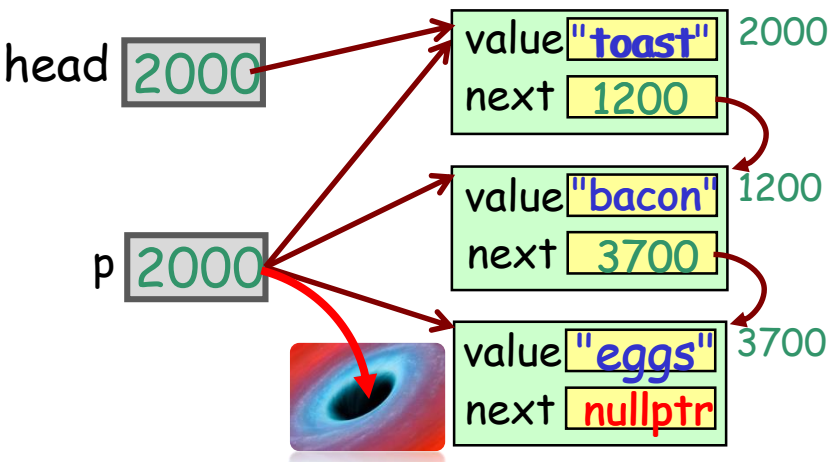 head 2000
value "toast" 2000
next 1200
value "bacon" 1200
next 3700
p 2000
value "eggs" 3700
next nullptr